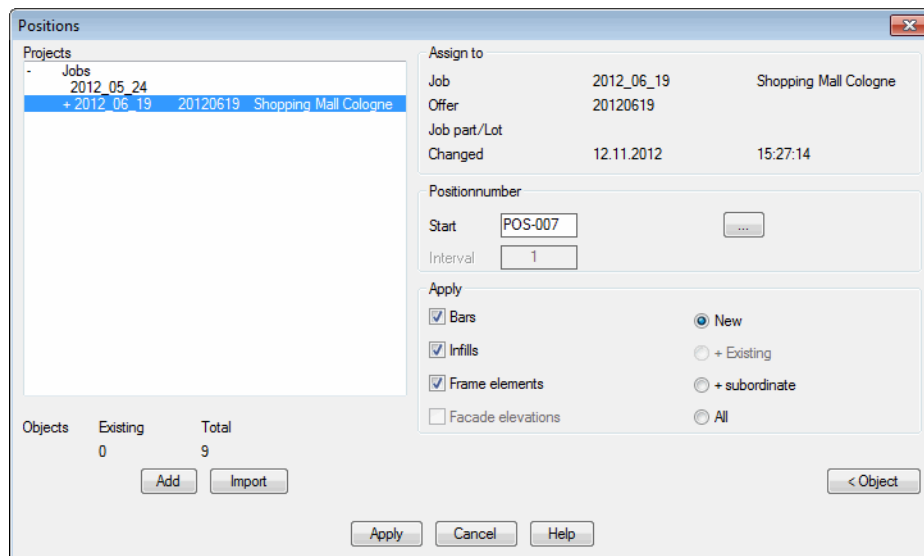 Positions
Projects
- Jobs
2012_05_24
+ 2012_06_19 20120619 Shopping Mall Cologne
Objects Existing Total
0 9
Add Import
Assign to
Job 2012_06_19 Shopping Mall Cologne
Offer 20120619
Job part/Lot
Changed 12.11.2012 15:27:14
Positionnumber
Start POS-007 ...
Interval 1
Apply
Bars New
Infills + Existing
Frame elements + subordinate
Facade elevations All
< Object
Apply Cancel Help